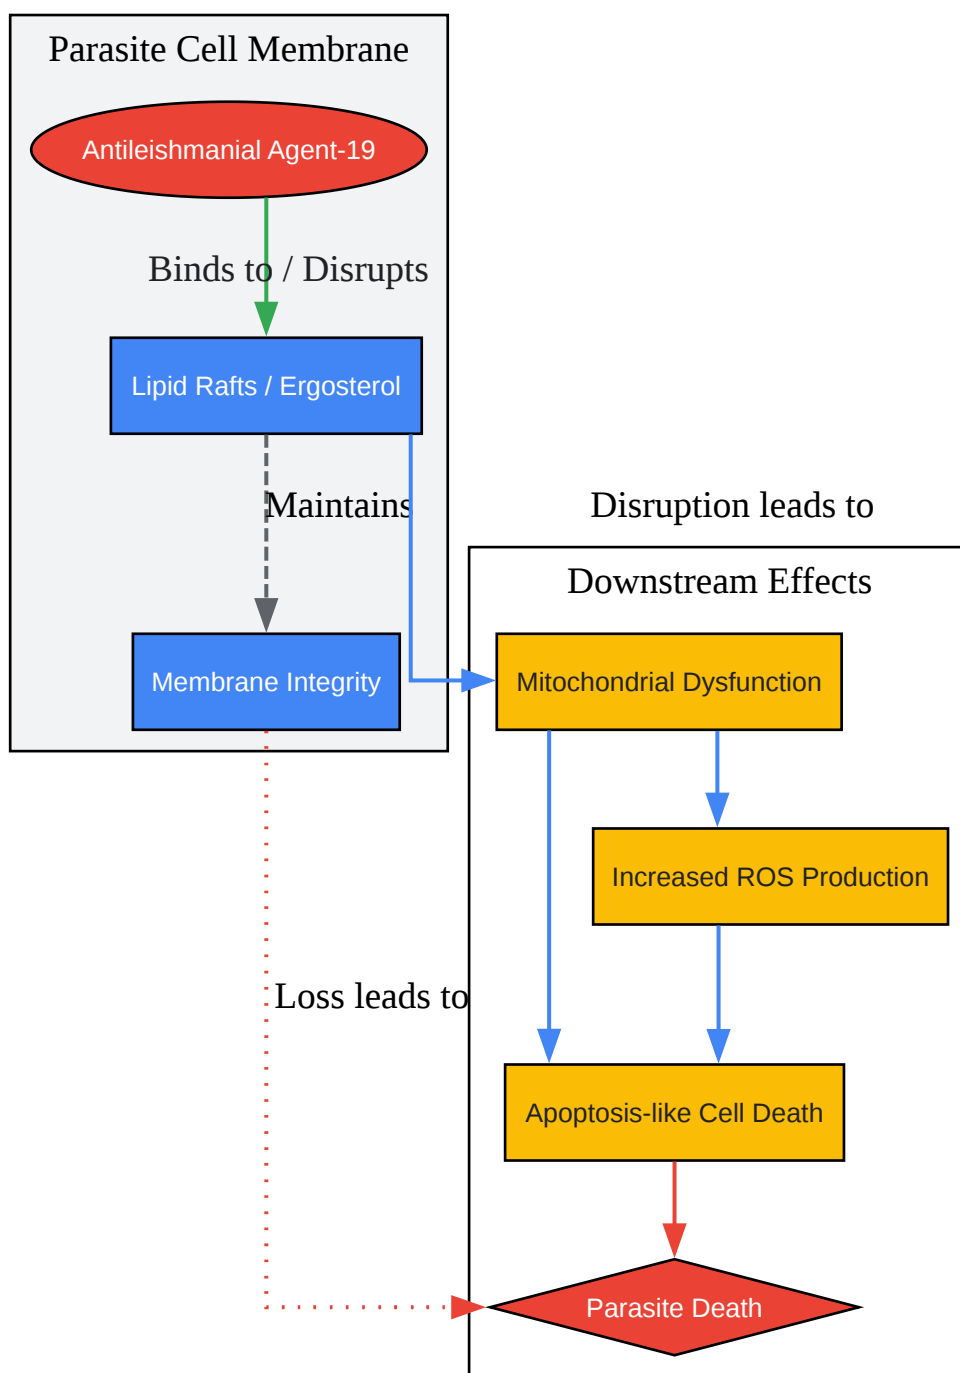 Parasite Cell Membrane
Antileishmanial Agent-19
Binds to / Disrupts
Lipid Rafts / Ergosterol
Maintains
Disruption leads to
Downstream Effects
Membrane Integrity
Mitochondrial Dysfunction
Increased ROS Production
Loss leads to
Apoptosis-like Cell Death
Parasite Death